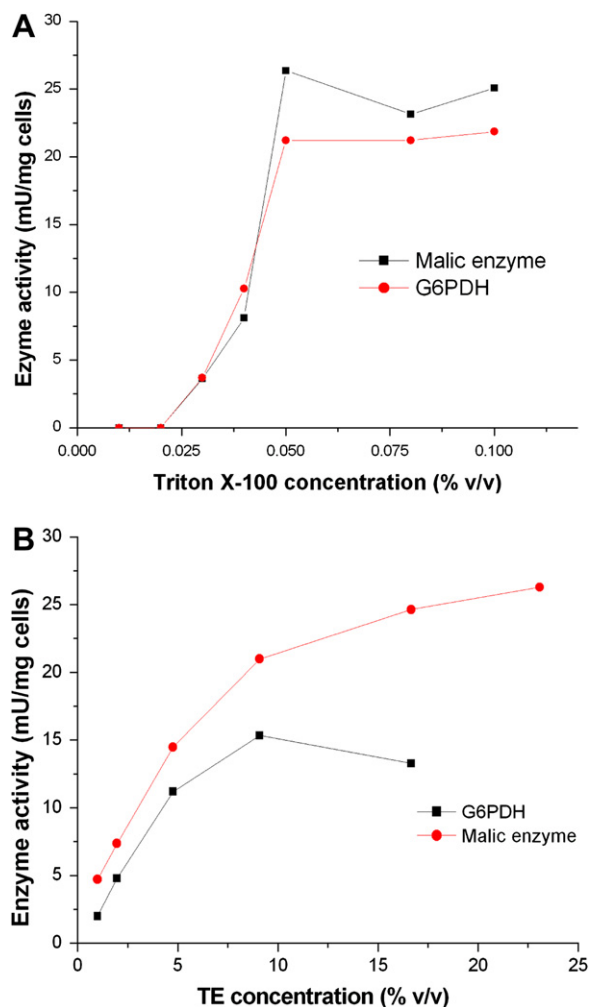 A
30
25
20
15
10
5
0
Ezyme activity (mU/mg cells)
Malic enzyme
G6PDH
0.000 0.025 0.050 0.075 0.100
Triton X-100 concentration (% v/v)
B
30
25
20
15
10
5
0
Enzyme activity (mU/mg cells)
G6PDH
Malic enzyme
0 5 10 15 20 25
TE concentration (% v/v)